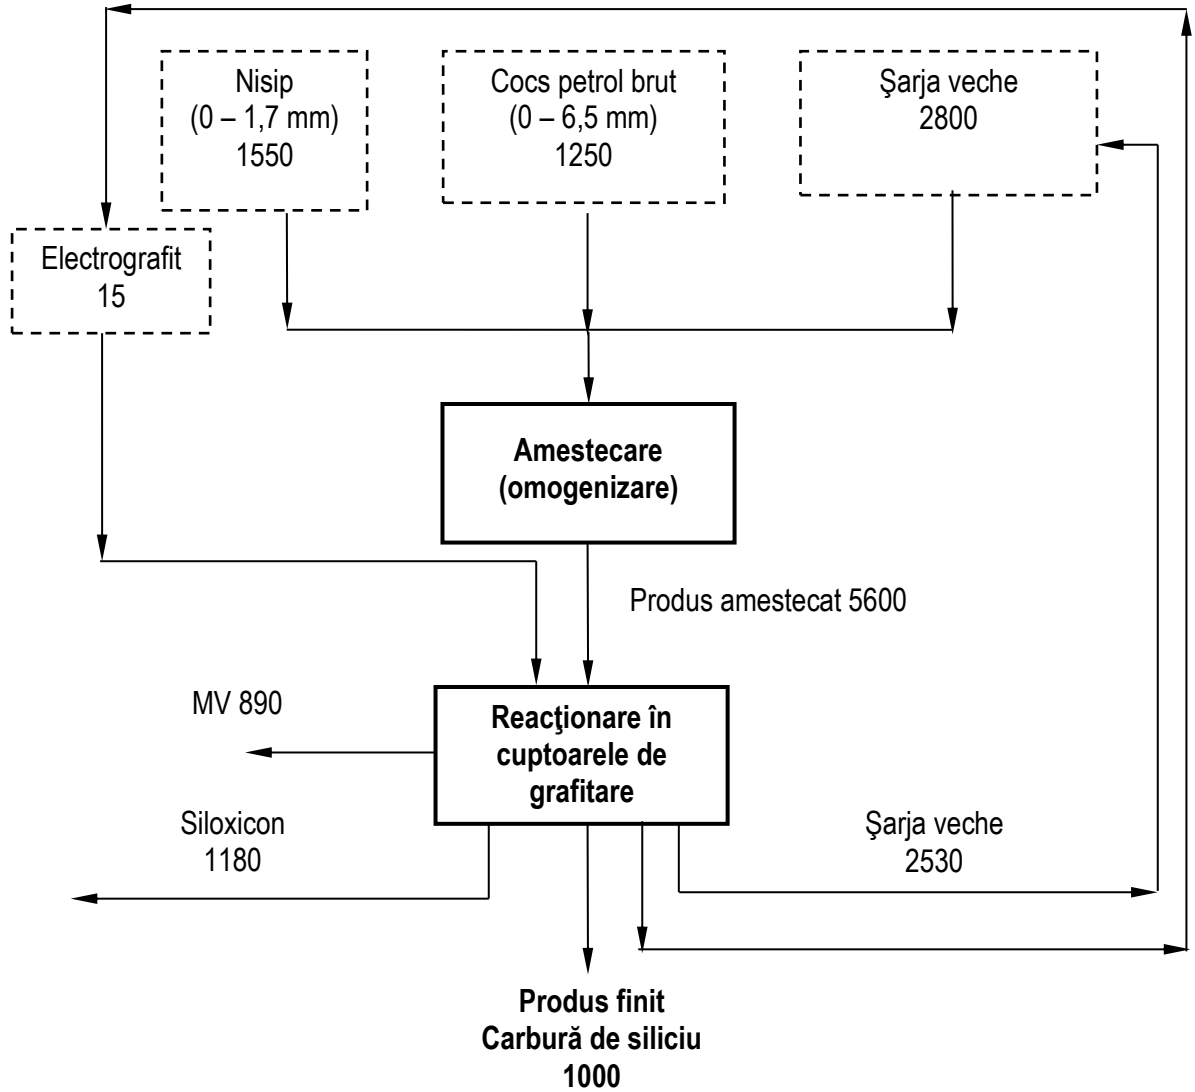 Nisip
(0 – 1,7 mm)
1550
Cocs petrol brut
(0 – 6,5 mm)
1250
Şarja veche
2800
Electrografit
15
Amestecare
(omogenizare)
Produs amestecat 5600
MV 890
Reacţionare în
cuptoarele de
grafitare
Siloxicon
1180
Şarja veche
2530
Produs finit
Carbură de siliciu
1000